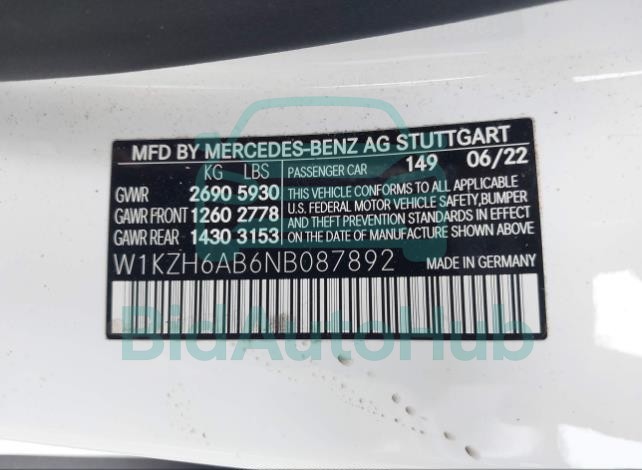 MFD BY MERCEDES-BENZ AG STUTTGART
KG LBS PASSENGER CAR 149 06/22
GVWR 2690 5930
GAWR FRONT 1260 2778
GAWR REAR 1430 3153
THIS VEHICLE CONFORMS TO ALL APPLICABLE
U.S. FEDERAL MOTOR VEHICLE SAFETY,BUMPER
AND THEFT PREVENTION STANDARDS IN EFFECT
ON THE DATE OF MANUFACTURE SHOWN ABOVE.
W1KZH6AB6NB087892 MADE IN GERMANY
BidAutoHub